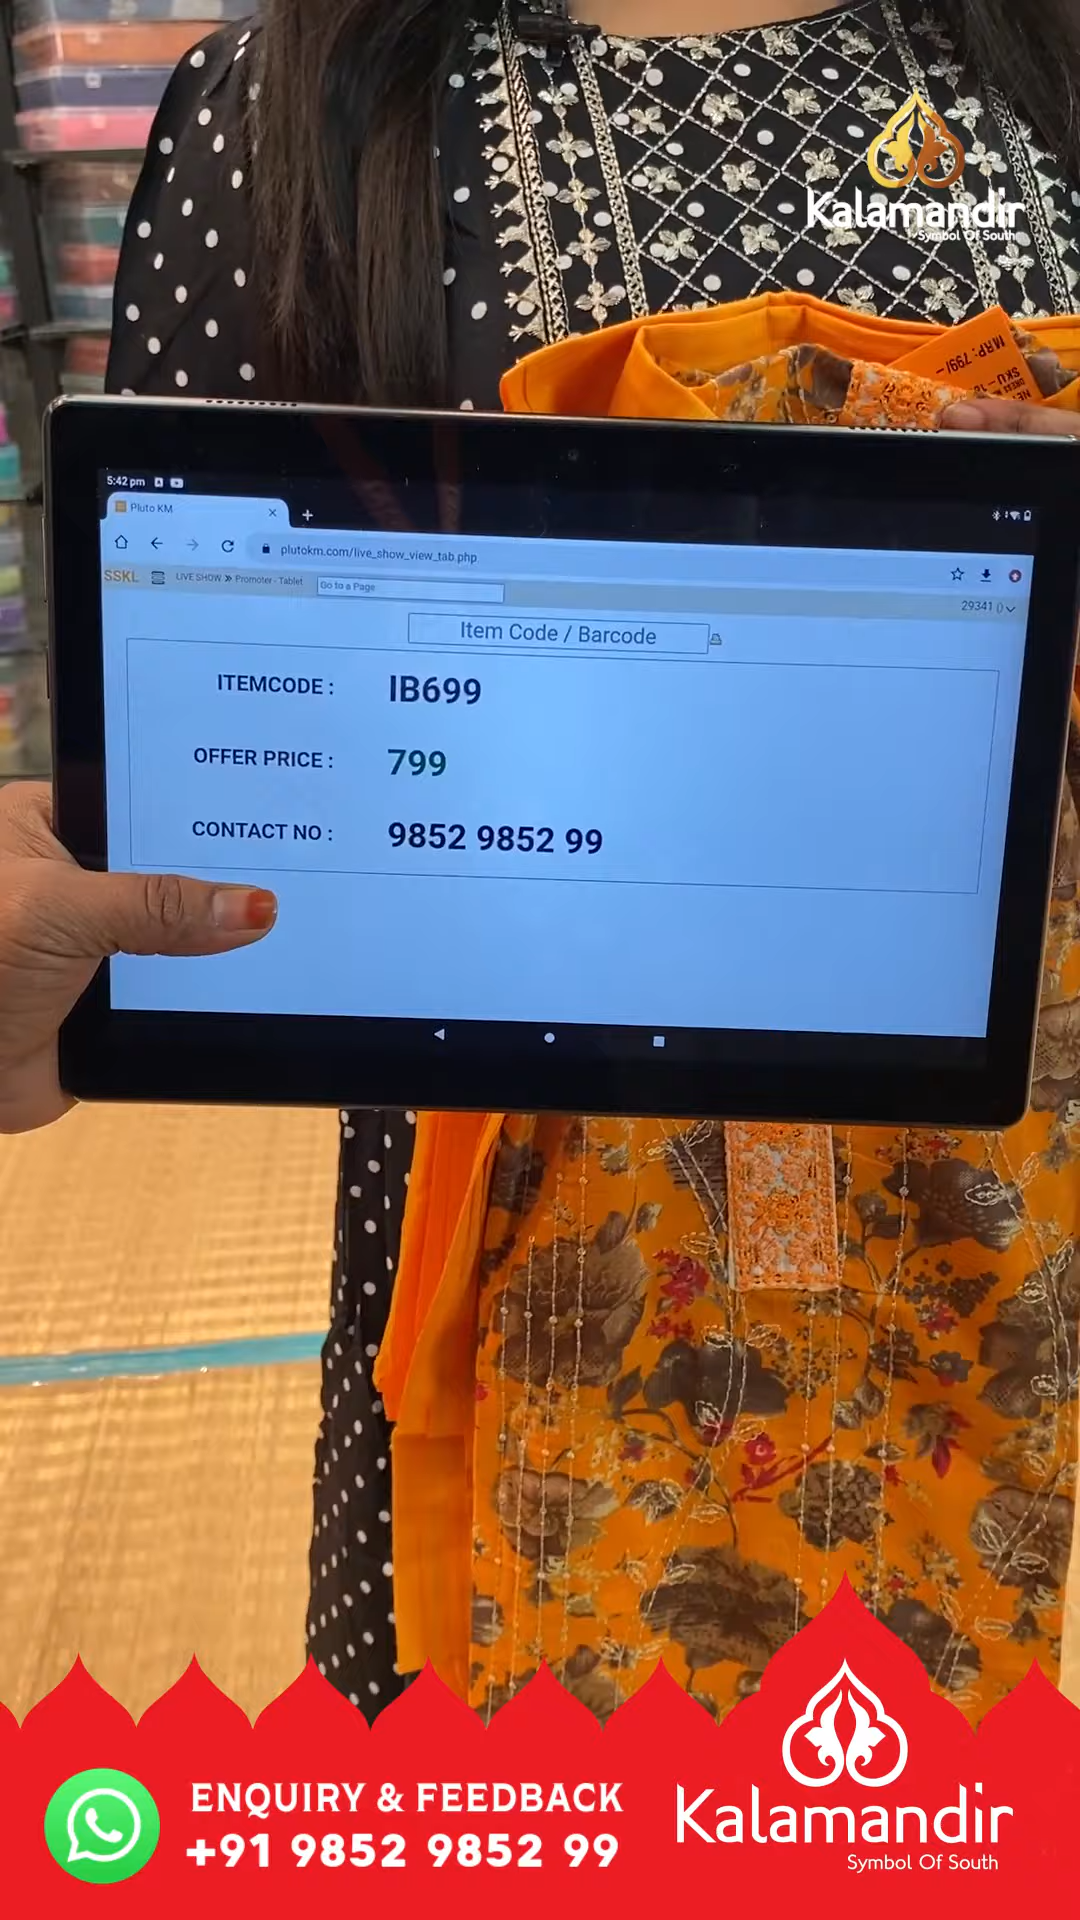 Kalamandir
Symbol Of South
MRP: 799/-
5:42 pm
Pluto KM
plutokm.com/live_show_view_tab.php
SSKL
LIVE SHOW
Promoter - Tablet
Go to a Page
29341 ()
Item Code / Barcode
ITEMCODE : IB699
OFFER PRICE : 799
CONTACT NO : 9852 9852 99
ENQUIRY & FEEDBACK
+91 9852 9852 99
Kalamandir
Symbol Of South